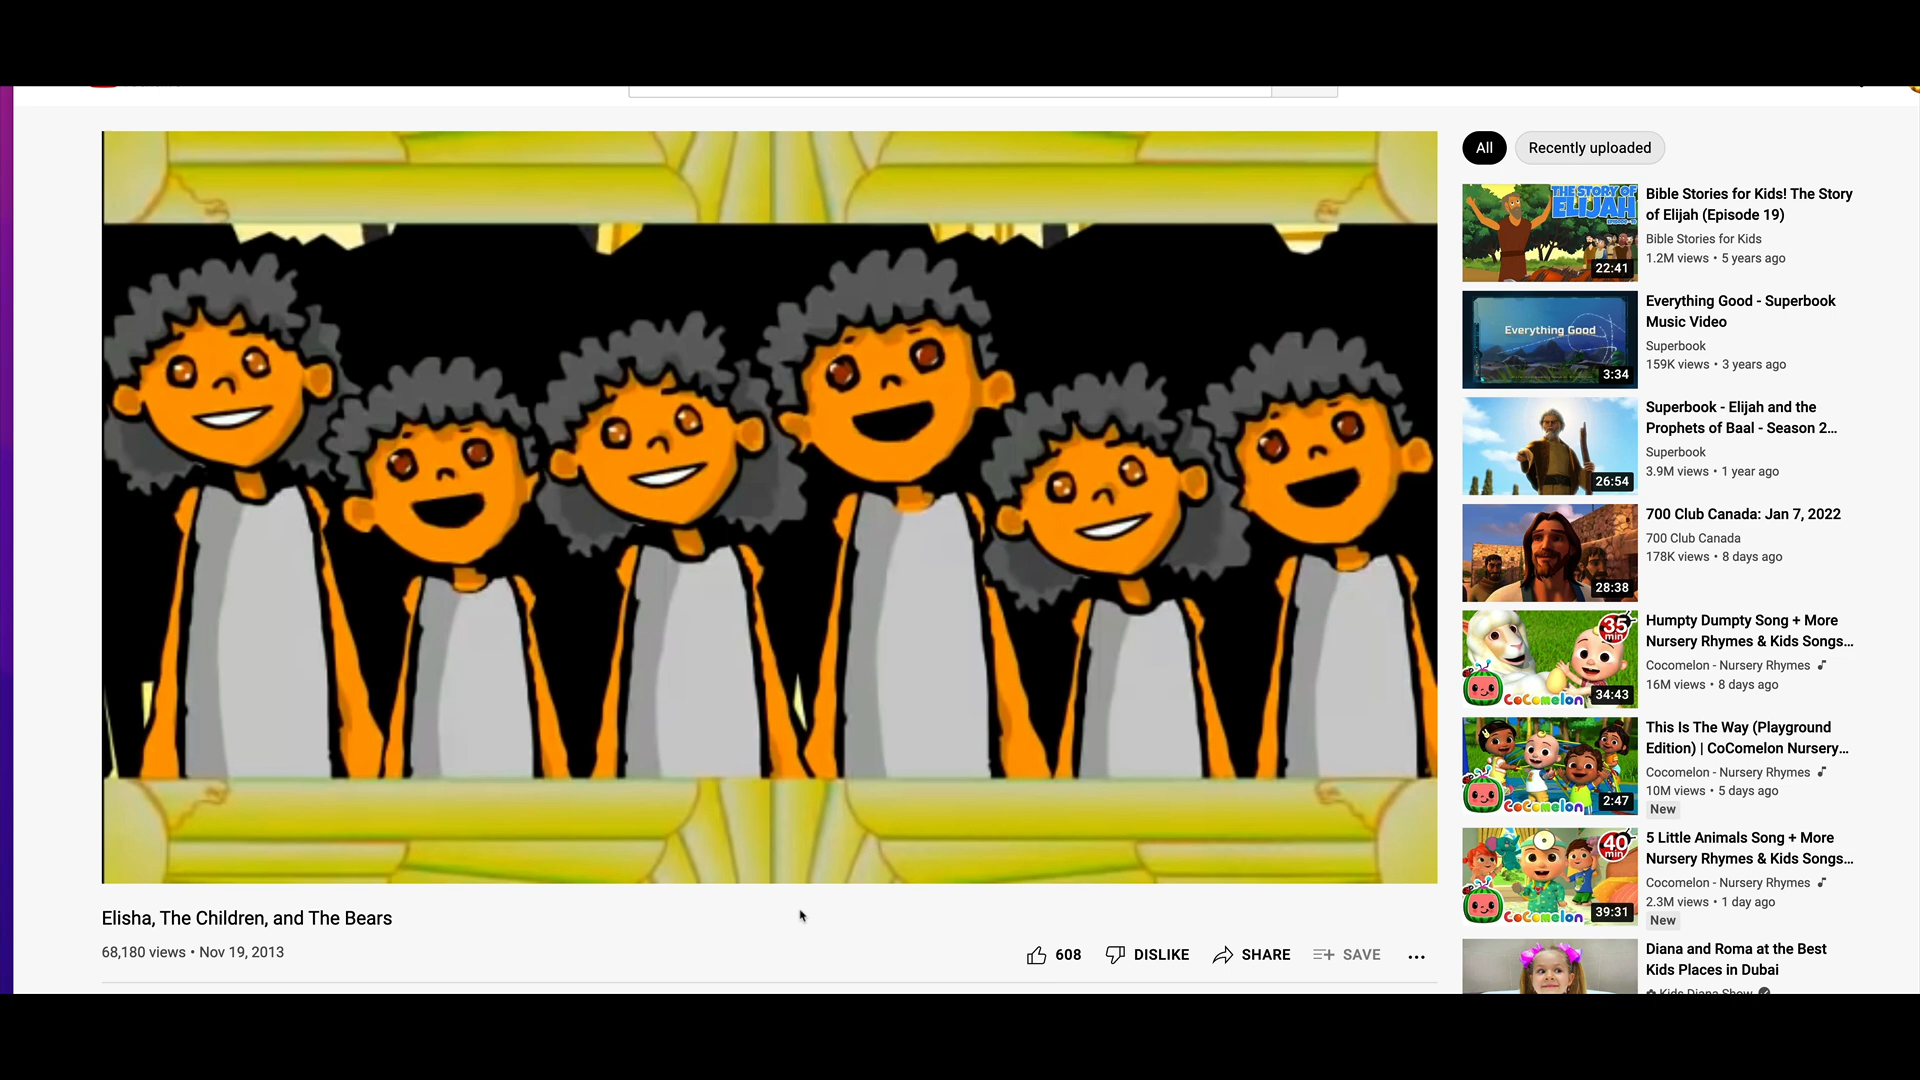 All
Recently uploaded
THE STORY OF
ELIJAH
22:41
Bible Stories for Kids! The Story
of Elijah (Episode 19)
Bible Stories for Kids
1.2M views • 5 years ago
Everything Good
3:34
Everything Good - Superbook
Music Video
Superbook
159K views • 3 years ago
26:54
Superbook - Elijah and the
Prophets of Baal - Season 2...
Superbook
3.9M views • 1 year ago
28:38
700 Club Canada: Jan 7, 2022
700 Club Canada
178K views • 8 days ago
35
min
CoComelon
34:43
Humpty Dumpty Song + More
Nursery Rhymes & Kids Songs...
Cocomelon - Nursery Rhymes
16M views • 8 days ago
CoComelon
2:47
This Is The Way (Playground
Edition) | CoComelon Nursery...
Cocomelon - Nursery Rhymes
10M views • 5 days ago
New
40
min
CoComelon
39:31
5 Little Animals Song + More
Nursery Rhymes & Kids Songs...
Cocomelon - Nursery Rhymes
2.3M views • 1 day ago
New
Diana and Roma at the Best
Kids Places in Dubai
Kids Diana Show
Elisha, The Children, and The Bears
68,180 views • Nov 19, 2013
608
DISLIKE
SHARE
SAVE